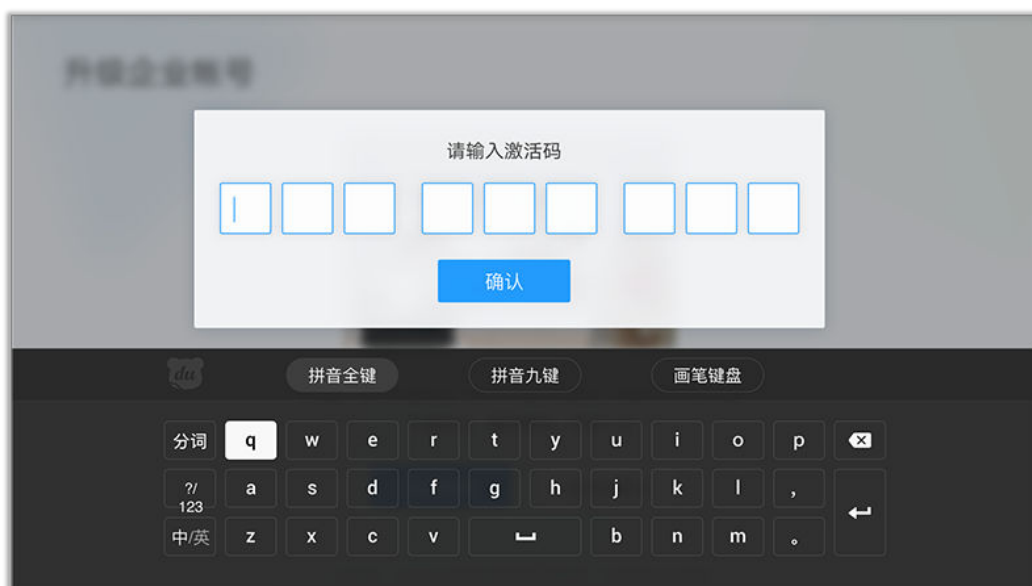 升级企业帐号
请输入激活码
确认
du
拼音全键 拼音九键 画笔键盘
分词 q w e r t y u i o p
?/123 a s d f g h j k l ，
中/英 z x c v b n m 。